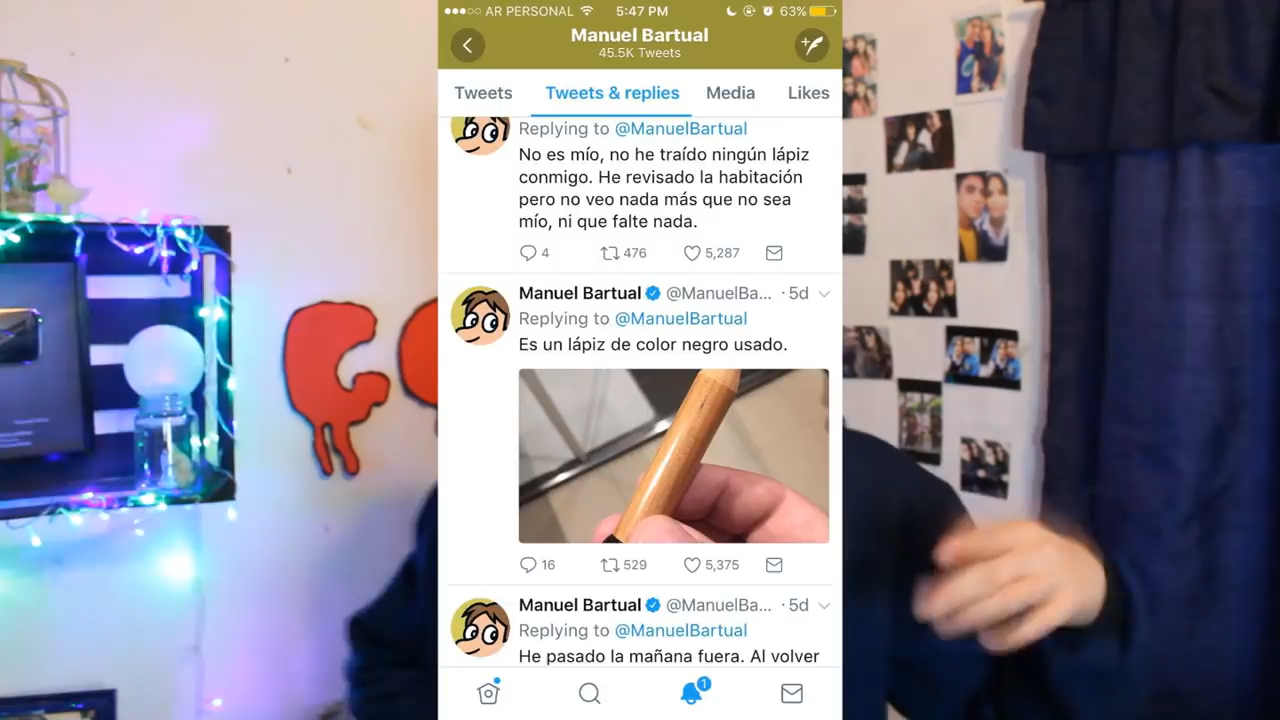 AR PERSONAL 5:47 PM 63%
Manuel Bartual
45.5K Tweets
Tweets Tweets & replies Media Likes
Replying to @ManuelBartual
No es mío, no he traído ningún lápiz
conmigo. He revisado la habitación
pero no veo nada más que no sea
mío, ni que falte nada.
4 476 5,287
Manuel Bartual @ManuelBa... · 5d
Replying to @ManuelBartual
Es un lápiz de color negro usado.
16 529 5,375
Manuel Bartual @ManuelBa... · 5d
Replying to @ManuelBartual
He pasado la mañana fuera. Al volver
1